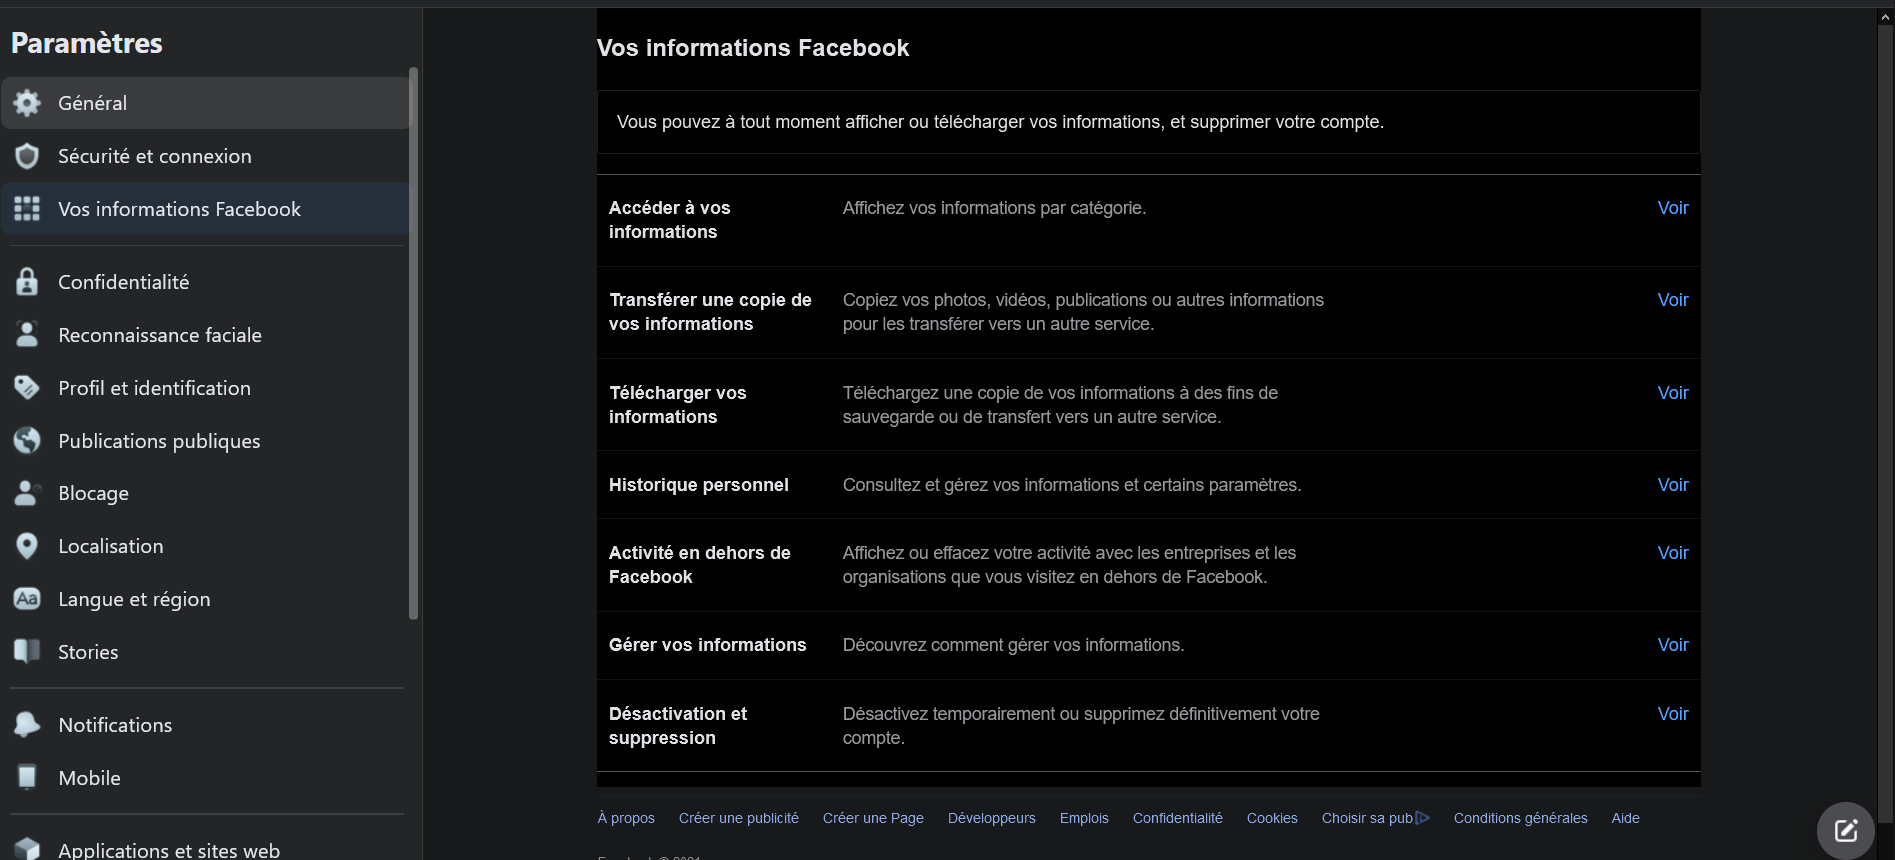 Paramètres
Général
Sécurité et connexion
Vos informations Facebook
Confidentialité
Reconnaissance faciale
Profil et identification
Publications publiques
Blocage
Localisation
Aa
Langue et région
Stories
Notifications
Mobile
Applications et sites web
Vos informations Facebook
Vous pouvez à tout moment afficher ou télécharger vos informations, et supprimer votre compte.
Accéder à vos
informations
Affichez vos informations par catégorie.
Voir
Transférer une copie de
vos informations
Copiez vos photos, vidéos, publications ou autres informations
pour les transférer vers un autre service.
Voir
Télécharger vos
informations
Téléchargez une copie de vos informations à des fins de
sauvegarde ou de transfert vers un autre service.
Voir
Historique personnel
Consultez et gérez vos informations et certains paramètres.
Voir
Activité en dehors de
Facebook
Affichez ou effacez votre activité avec les entreprises et les
organisations que vous visitez en dehors de Facebook.
Voir
Gérer vos informations
Découvrez comment gérer vos informations.
Voir
Désactivation et
suppression
Désactivez temporairement ou supprimez définitivement votre
compte.
Voir
À propos Créer une publicité Créer une Page Développeurs Emplois Confidentialité Cookies Choisir sa pub Conditions générales Aide